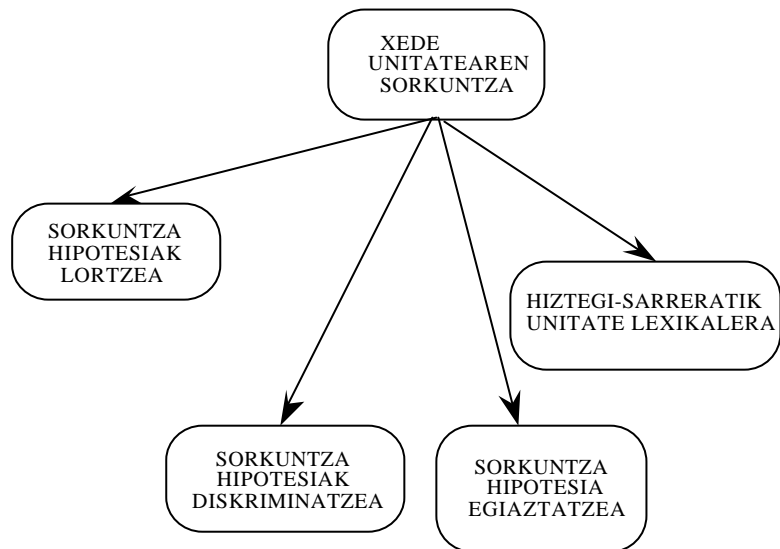 XEDE
UNITATEAREN
SORKUNTZA
SORKUNTZA
HIPOTESIAK
LORTZEA
HIZTEGI-SARRERATIK
UNITATE LEXIKALERA
SORKUNTZA
HIPOTESIAK
DISKRIMINATZEA
SORKUNTZA
HIPOTESIA
EGIAZTATZEA